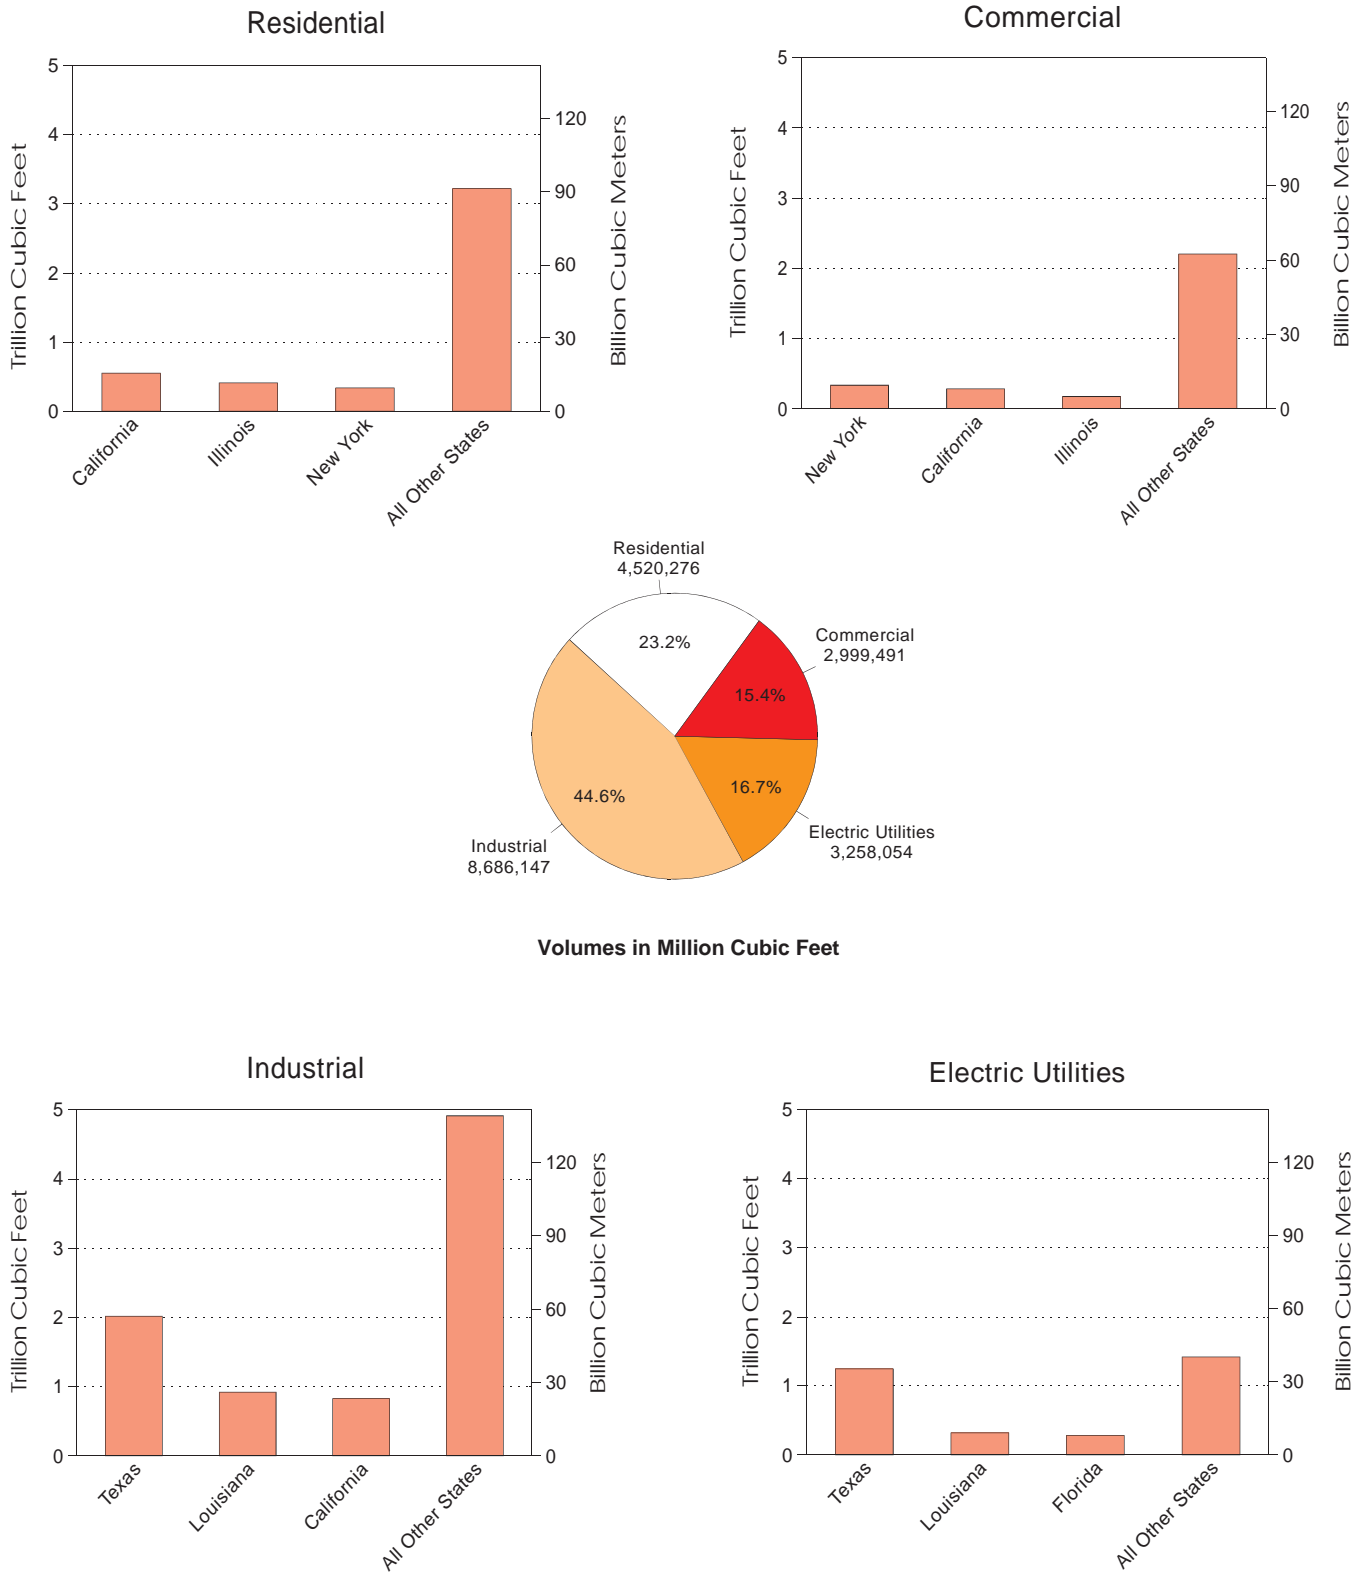 Residential
5
4
3
2
1
0
Trillion Cubic Feet
120
90
60
30
0
Billion Cubic Meters
California
Illinois
New York
All Other States
Commercial
5
4
3
2
1
0
Trillion Cubic Feet
120
90
60
30
0
Billion Cubic Meters
New York
California
Illinois
All Other States
Residential
4,520,276
23.2%
Commercial
2,999,491
15.4%
16.7%
Electric Utilities
3,258,054
44.6%
Industrial
8,686,147
Volumes in Million Cubic Feet
Industrial
5
4
3
2
1
0
Trillion Cubic Feet
120
90
60
30
0
Billion Cubic Meters
Texas
Louisiana
California
All Other States
Electric Utilities
5
4
3
2
1
0
Trillion Cubic Feet
120
90
60
30
0
Billion Cubic Meters
Texas
Louisiana
Florida
All Other States